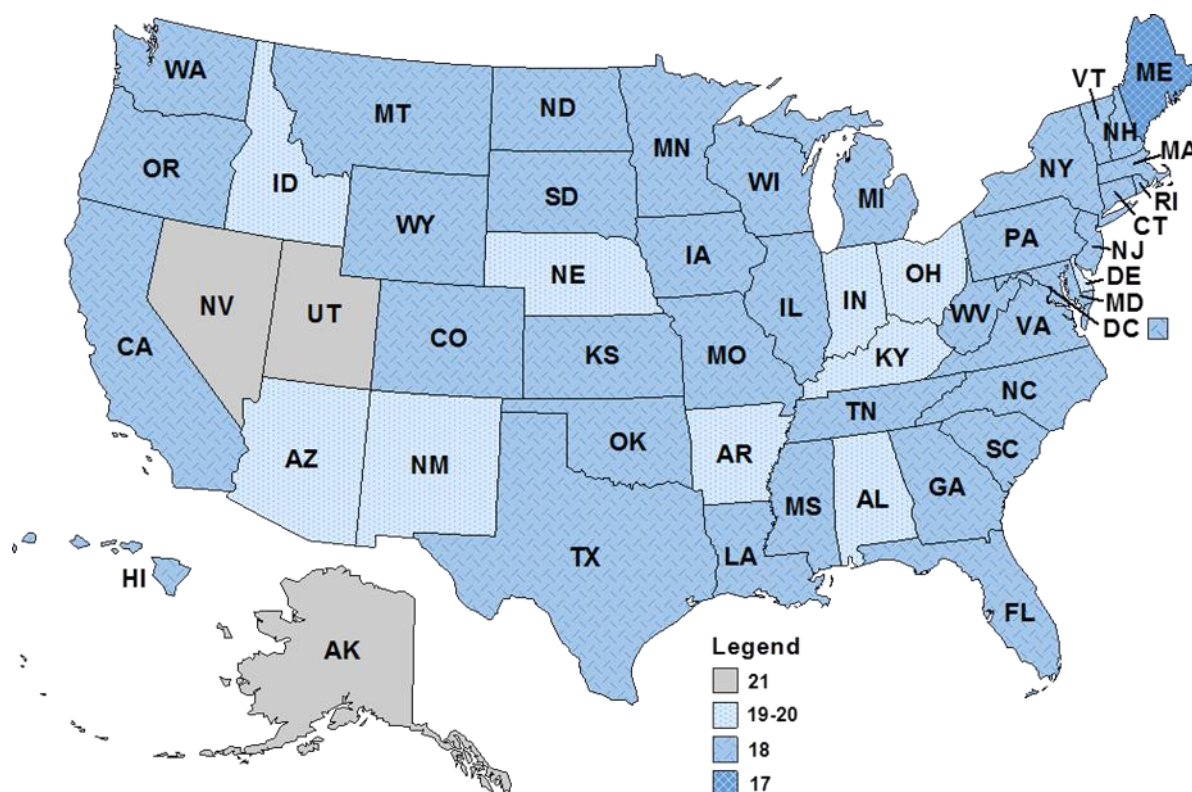 WA
MT
ND
MN
VT
ME
NH
MA
OR
ID
WY
SD
WI
MI
NY
RI
CT
NV
UT
CO
NE
IA
IL
IN
OH
PA
NJ
DE
MD
DC
CA
KS
MO
KY
WV
VA
AZ
NM
OK
AR
TN
NC
SC
TX
LA
MS
AL
GA
FL
HI
AK
Legend
21
19-20
18
17